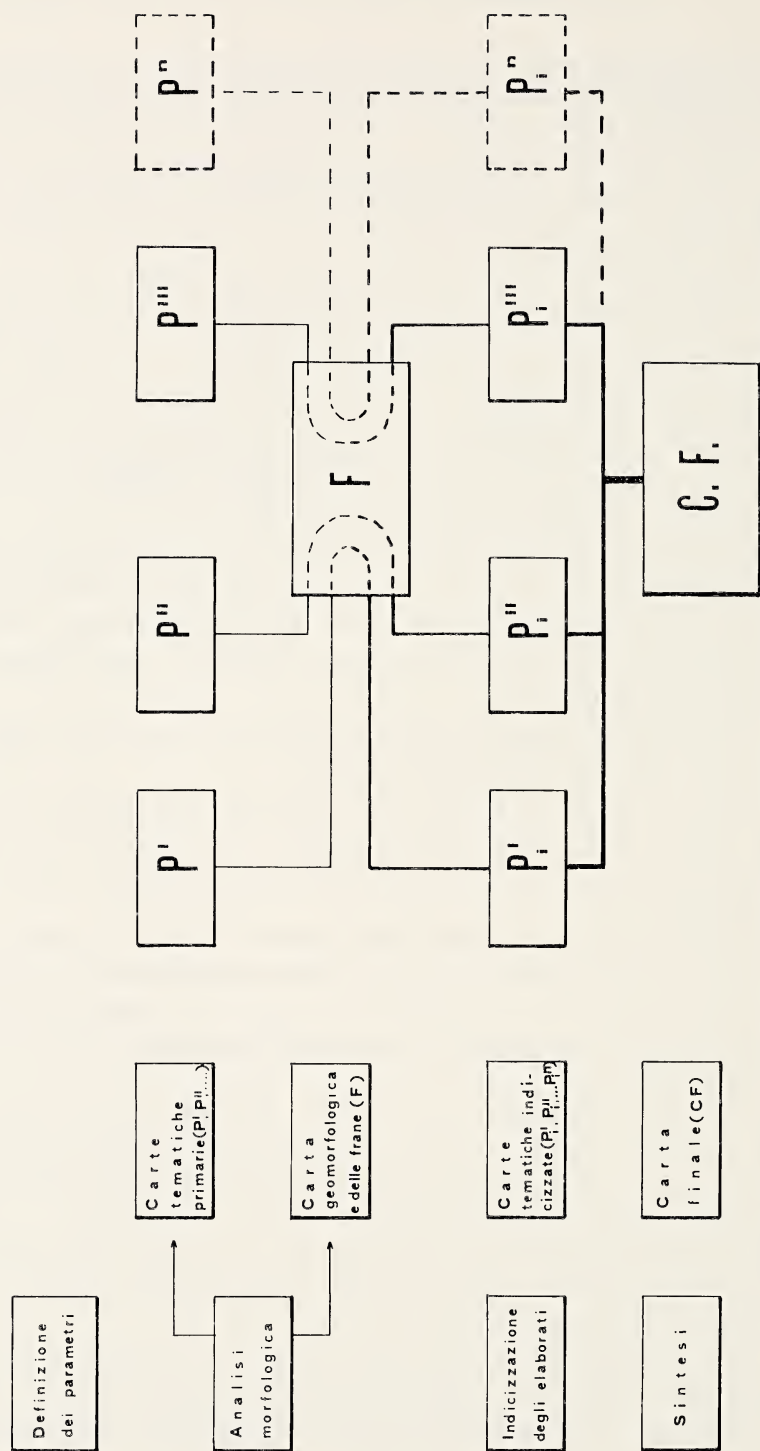 Definizione
dei parametri
Analisi
morfologica
Indicizzazione
degli elaborati
Sintesi
Carte
tematiche
primarie(P',P''.....)
Carta
geomorfologica
e delle frane (F)
Carte
tematiche indi-
cizzate(P'i, P''i,...Pni)
Carta
finale(CF)
P'
P''
P'''
Pn
F
P'i
P''i
P'''i
Pni
C. F.